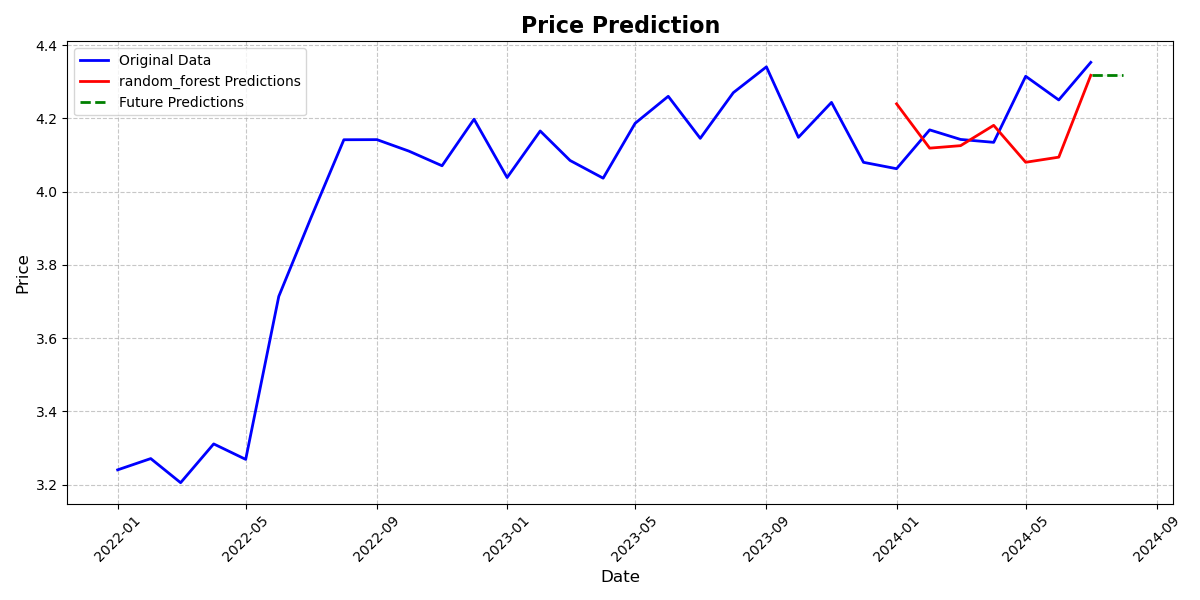 Price Prediction
Original Data
random_forest Predictions
Future Predictions
Price
4.4
4.2
4.0
3.8
3.6
3.4
3.2
2022-01
2022-05
2022-09
2023-01
2023-05
2023-09
2024-01
2024-05
2024-09
Date